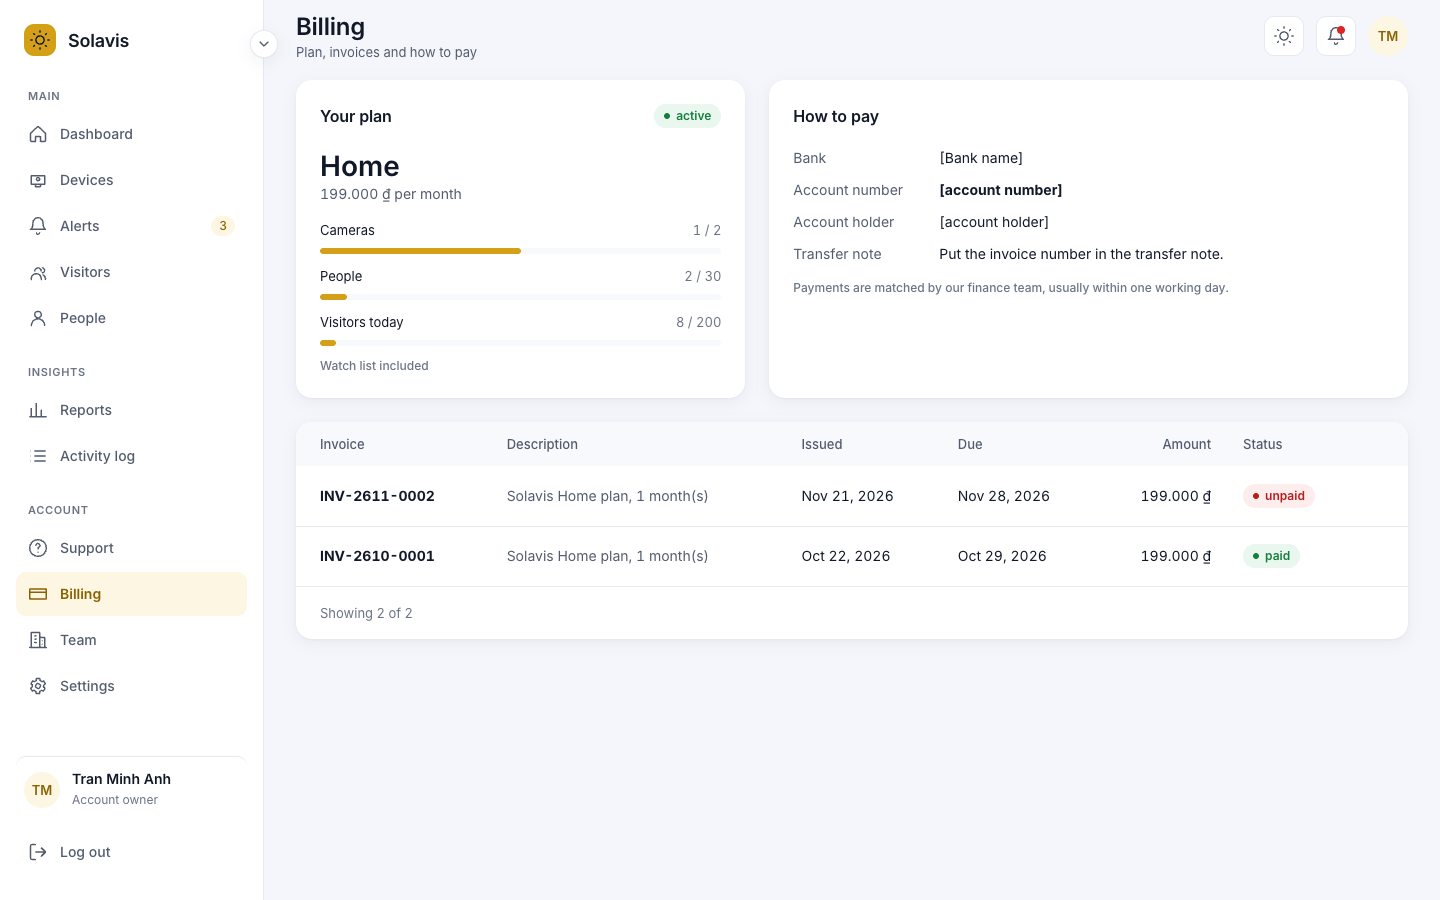 Solavis
MAIN
Dashboard
Devices
Alerts 3
Visitors
People
INSIGHTS
Reports
Activity log
ACCOUNT
Support
Billing
Team
Settings
TM
Tran Minh Anh
Account owner
Log out
Billing
Plan, invoices and how to pay
TM
Your plan active
Home
199.000 ₫ per month
Cameras 1 / 2
People 2 / 30
Visitors today 8 / 200
Watch list included
How to pay
Bank [Bank name]
Account number [account number]
Account holder [account holder]
Transfer note Put the invoice number in the transfer note.
Payments are matched by our finance team, usually within one working day.
Invoice Description Issued Due Amount Status
INV-2611-0002 Solavis Home plan, 1 month(s) Nov 21, 2026 Nov 28, 2026 199.000 ₫ unpaid
INV-2610-0001 Solavis Home plan, 1 month(s) Oct 22, 2026 Oct 29, 2026 199.000 ₫ paid
Showing 2 of 2